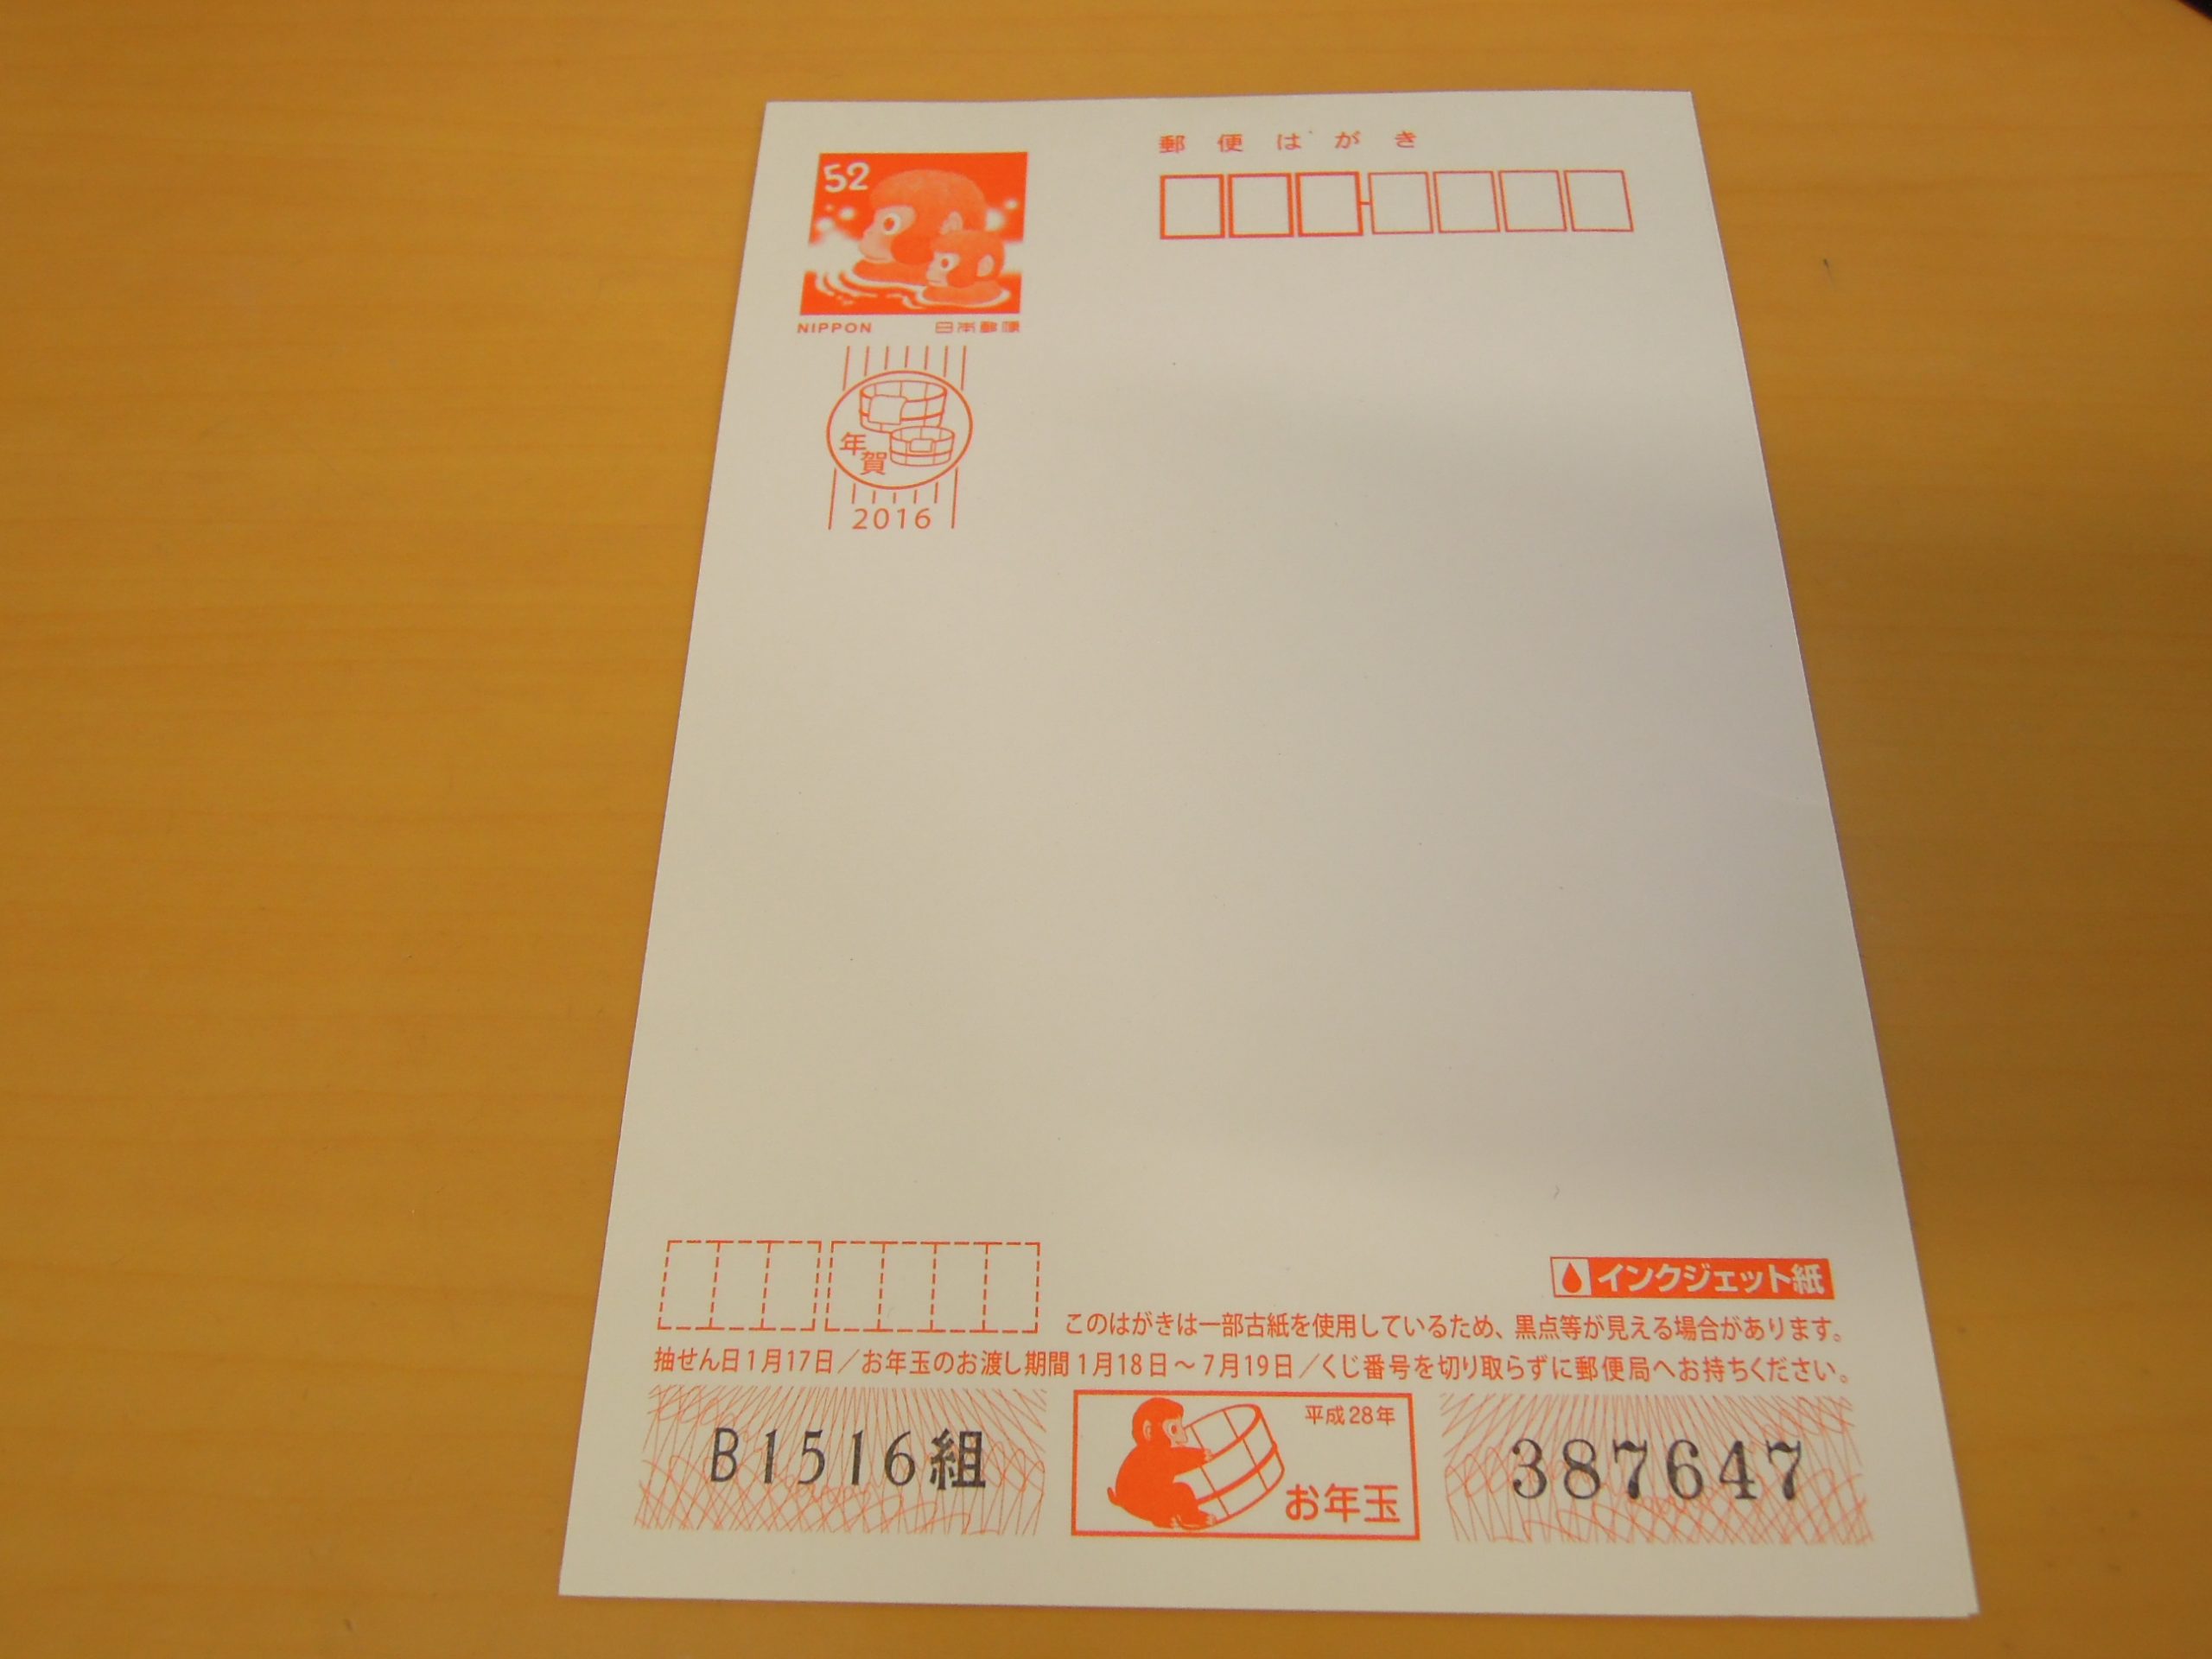 郵便はがき
52
NIPPON 日本郵便
年賀
2016
インクジェット紙
このはがきは一部古紙を使用しているため、黒点等が見える場合があります。
抽せん日1月17日／お年玉のお渡し期間1月18日～7月19日／くじ番号を切り取らずに郵便局へお持ちください。
B1516組
平成28年
お年玉
387647